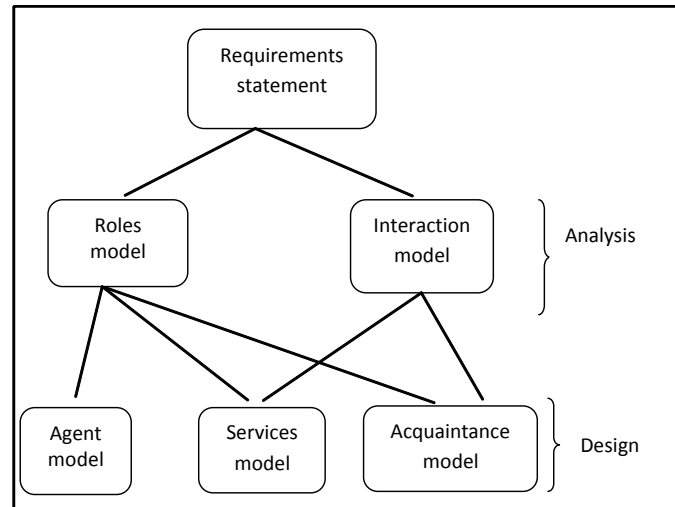 Requirements
statement
Roles
model
Interaction
model
Analysis
Agent
model
Services
model
Acquaintance
model
Design